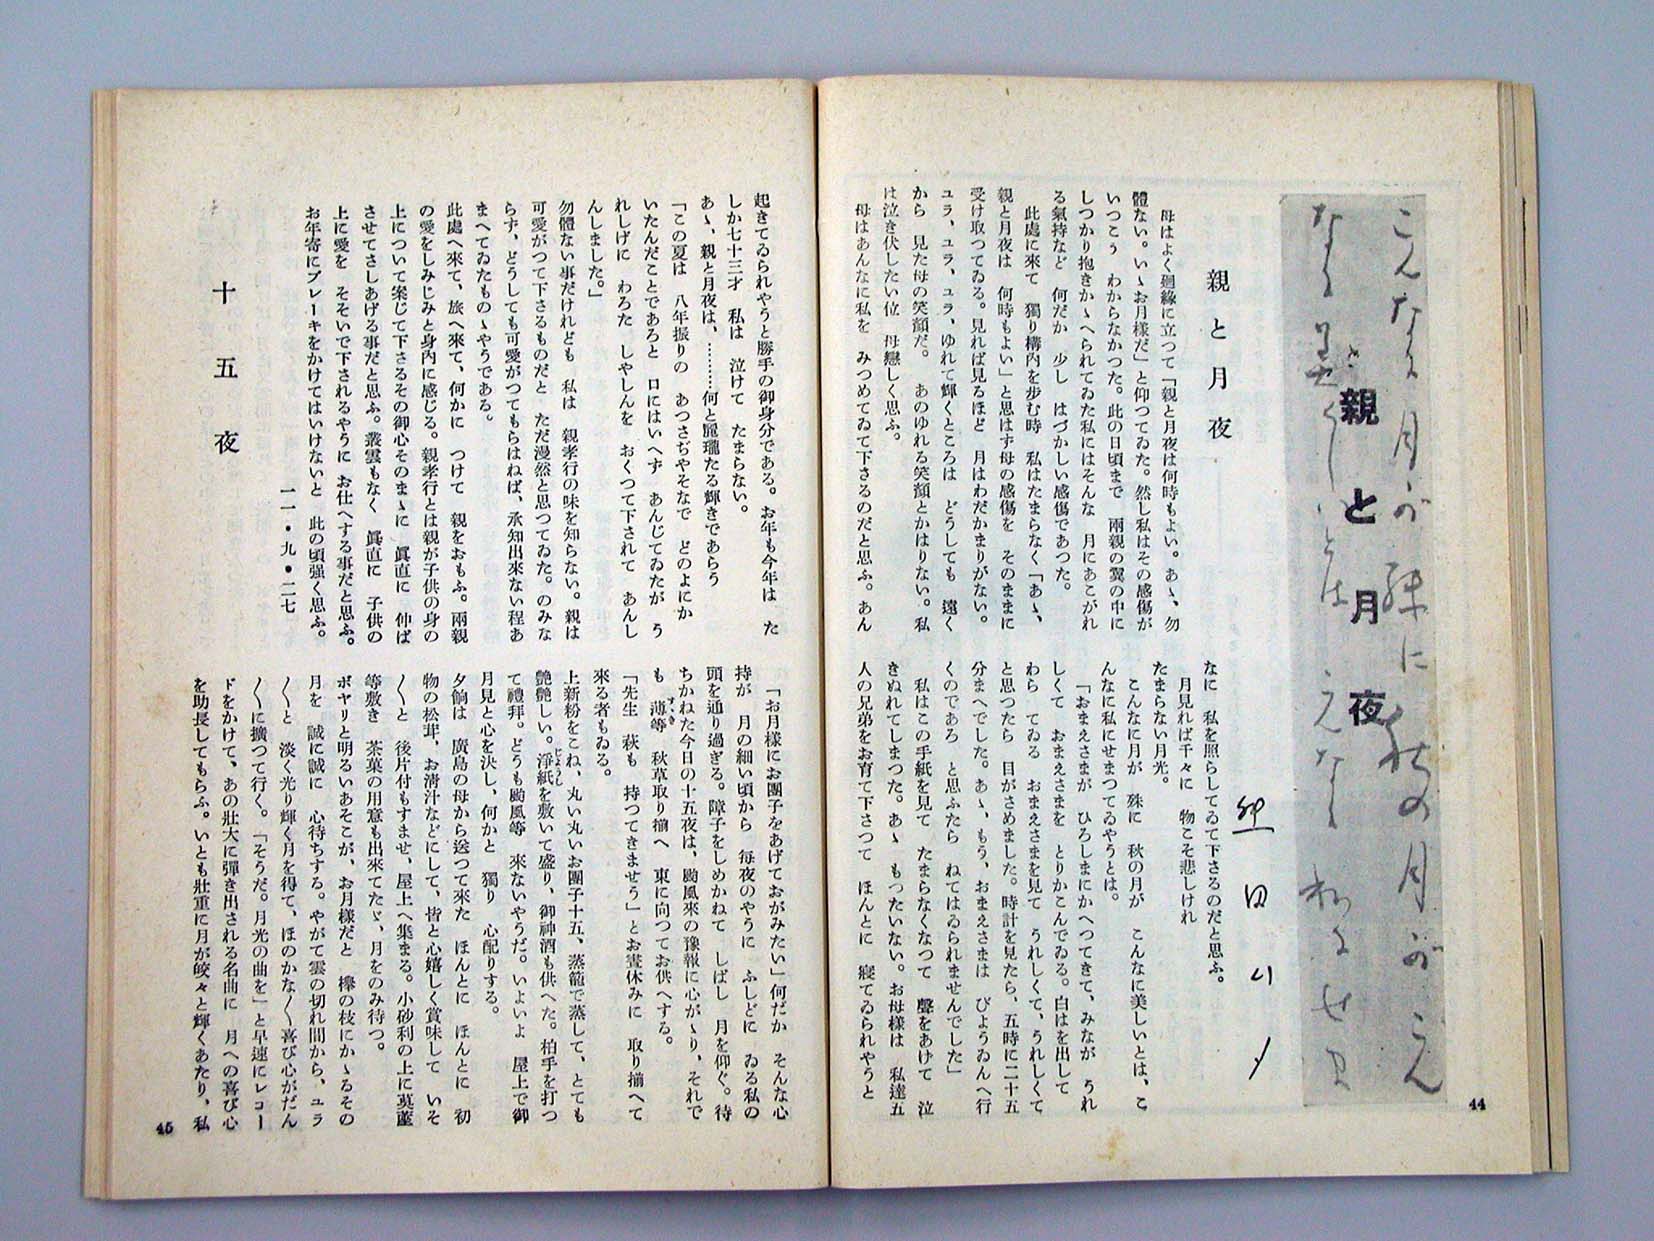 こんな月が殊に秋の月がこん
親と月夜
親と月夜
母はよく廻縁に立つて「親と月夜は何時もよい。あゝ、勿
體ない。いゝお月樣だ」と仰つてゐた。然し私はその感傷が
いつこう わからなかつた。此の日頃まで 兩親の翼の中に
しつかり抱きかゝへられてゐた私にはそんな 月にあこがれ
る氣持など 何だか 少し はづかしい感傷であつた。
此處に來て 獨り構內を歩む時 私はたまらなく「あゝ、
親と月夜は 何時もよい」と思はず母の感傷を そのままに
受け取つてゐる。見れば見るほど 月はわだかまりがない。
ユラ、ユラ、ユラ、ゆれて輝くところは どうしても 遠く
から 見た母の笑顔だ。 あのゆれる笑顔とかはりない。私
は泣き伏したい位 母戀しく思ふ。
母はあんなに私を みつめてゐて下さるのだと思ふ。あん
なに 私を照らしてゐて下さるのだと思ふ。
月見れば千々に 物こそ悲しけれ
たまらない月光。
こんなに月が 殊に 秋の月が こんなに美しいとは、こ
んなに私にせまつてゐやうとは。
「おまえさまが ひろしまにかへつてきて、みなが うれ
しくて おまえさまを とりかこんでゐる。白はを出して
わら てゐる おまえさまを見て うれしくて、うれしくて
と思つたら 目がさめました。時計を見たら、五時に二十五
分まへでした。あゝ、もう、おまえさまは びようゐんへ行
くのであろ と思ふたら ねてはゐられませんでした」
私はこの手紙を見て たまらなくなつて 聲をあげて 泣
きぬれてしまつた。あゝ もつたいない。お母樣は 私達五
人の兄弟をお育て下さつて ほんとに 寢てゐられやうと
44
起きてゐられやうと勝手の御身分である。お年も今年は た
しか七十三才 私は 泣けて たまらない。
あゝ、親と月夜は、………何と麗瓏たる輝きであらう
「この夏は 八年振りの あつさぢやそなで どのよにか
いたんだことであろと 口にはいへず あんじてゐたが う
れしげに わろた しやしんを おくつて下されて あんし
んしました。」
勿體ない事だけれども 私は 親孝行の味を知らない。親は
可愛がつて下さるものだと たゞ漫然と思つてゐた。のみな
らず、どうしても可愛がつてもらはねば、承知出來ない程あ
まへてゐたものゝやうである。
此處へ來て、旅へ來て、何かに つけて 親をおもふ。兩親
の愛をしみじみと身內に感じる。親孝行とは親が子供の身の
上について案じて下さるその御心そのまゝに 眞直に 伸ば
させてさしあげる事だと思ふ。叢雲もなく 眞直に 子供の
上に愛を そそいで下されるやうに お仕へする事だと思ふ。
お年寄にブレーキをかけてはいけないと 此の頃强く思ふ。
一一・九・二七
十五夜
「お月樣にお團子をあげておがみたい」何だか そんな心
持が 月の細い頃から 每夜のやうに ふしどに ゐる私の
頭を通り過ぎる。障子をしめかねて しばし 月を仰ぐ。待
ちかねた今日の十五夜は、颱風來の豫報に心がゝり、それで
も 薄等 秋草取り揃へ 東に向つてお供へする。
「先生 萩も 持つてきませう」とお晝休みに 取り揃へて
來る者もゐる。
上新粉をこね、丸い丸いお團子十五、蒸籠で蒸して、とても
艶艶しい。淨紙を敷いて盛り、御神酒も供へた。柏手を打つ
て禮拜。どうも颱風等 來ないやうだ。いよいよ 屋上で御
月見と心を決し、何かと 獨り 心配りする。
夕餉は 廣島の母から送つて來た ほんとに ほんとに 初
物の松茸、お淸汁などにして、皆と心嬉しく賞味して いそ
〱と 後片付もすませ、屋上へ集まる。小砂利の上に茣蓙
等敷き 茶菓の用意も出來てたゞ、月をのみ待つ。
ボヤリと明るいあそこが、お月樣だと 欅の枝にかゝるその
月を 誠に誠に 心待ちする。やがて雲の切れ間から、ユラ
〱と 淡く光り輝く月を得て、ほのかな〱喜び心がだん
〱に擴つて行く。「そうだ。月光の曲を」と早速にレコー
ドをかけて、あの壯大に彈き出される名曲に 月への喜び心
を助長してもらふ。いとも壯重に月が皎々と輝くあたり、私
45